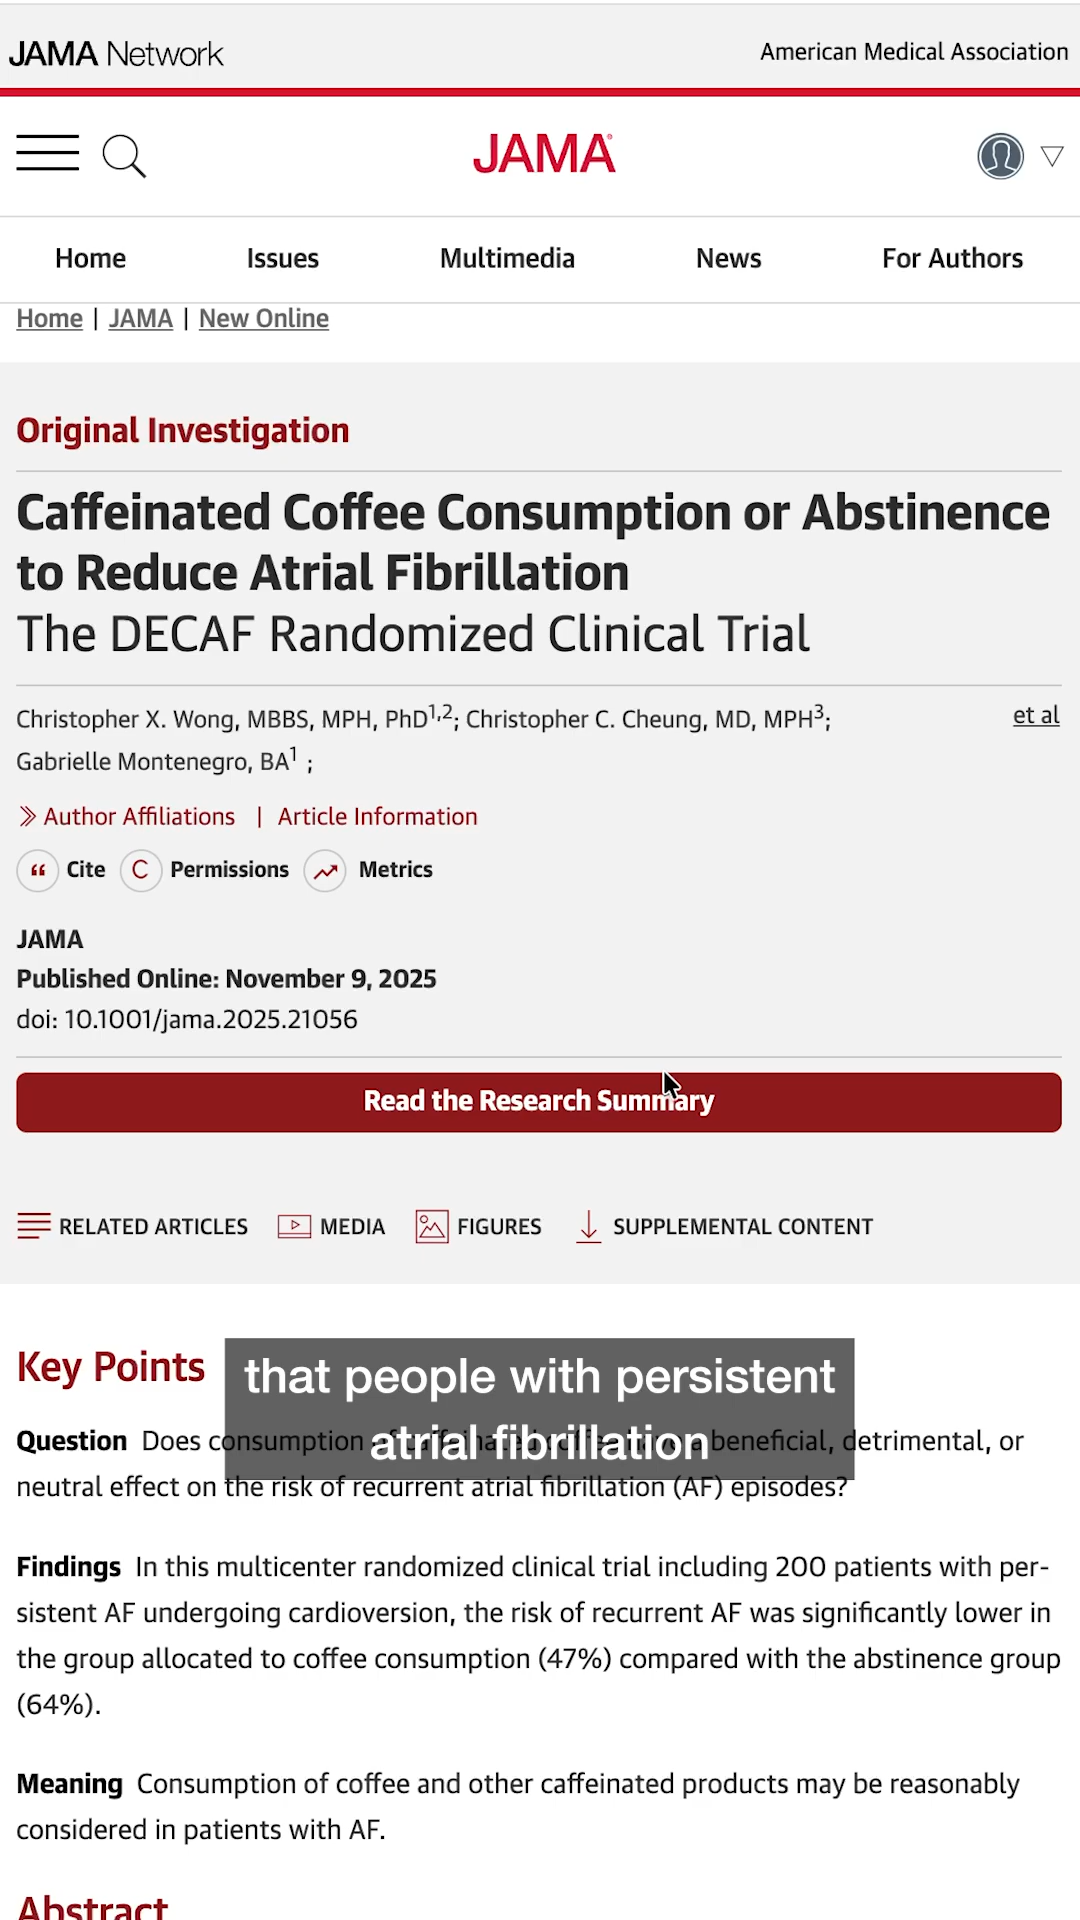 JAMA Network
American Medical Association
JAMA
Home Issues Multimedia News For Authors
Home | JAMA | New Online
Original Investigation
Caffeinated Coffee Consumption or Abstinence
to Reduce Atrial Fibrillation
The DECAF Randomized Clinical Trial
Christopher X. Wong, MBBS, MPH, PhD1,2; Christopher C. Cheung, MD, MPH3;
et al
Gabrielle Montenegro, BA1 ;
Author Affiliations | Article Information
Cite C Permissions Metrics
JAMA
Published Online: November 9, 2025
doi: 10.1001/jama.2025.21056
Read the Research Summary
RELATED ARTICLES MEDIA FIGURES SUPPLEMENTAL CONTENT
Key Points
that people with persistent
atrial fibrillation
Question Does consumption beneficial, detrimental, or
neutral effect on the risk of recurrent atrial fibrillation (AF) episodes?
Findings In this multicenter randomized clinical trial including 200 patients with per-
sistent AF undergoing cardioversion, the risk of recurrent AF was significantly lower in
the group allocated to coffee consumption (47%) compared with the abstinence group
(64%).
Meaning Consumption of coffee and other caffeinated products may be reasonably
considered in patients with AF.
Abstract